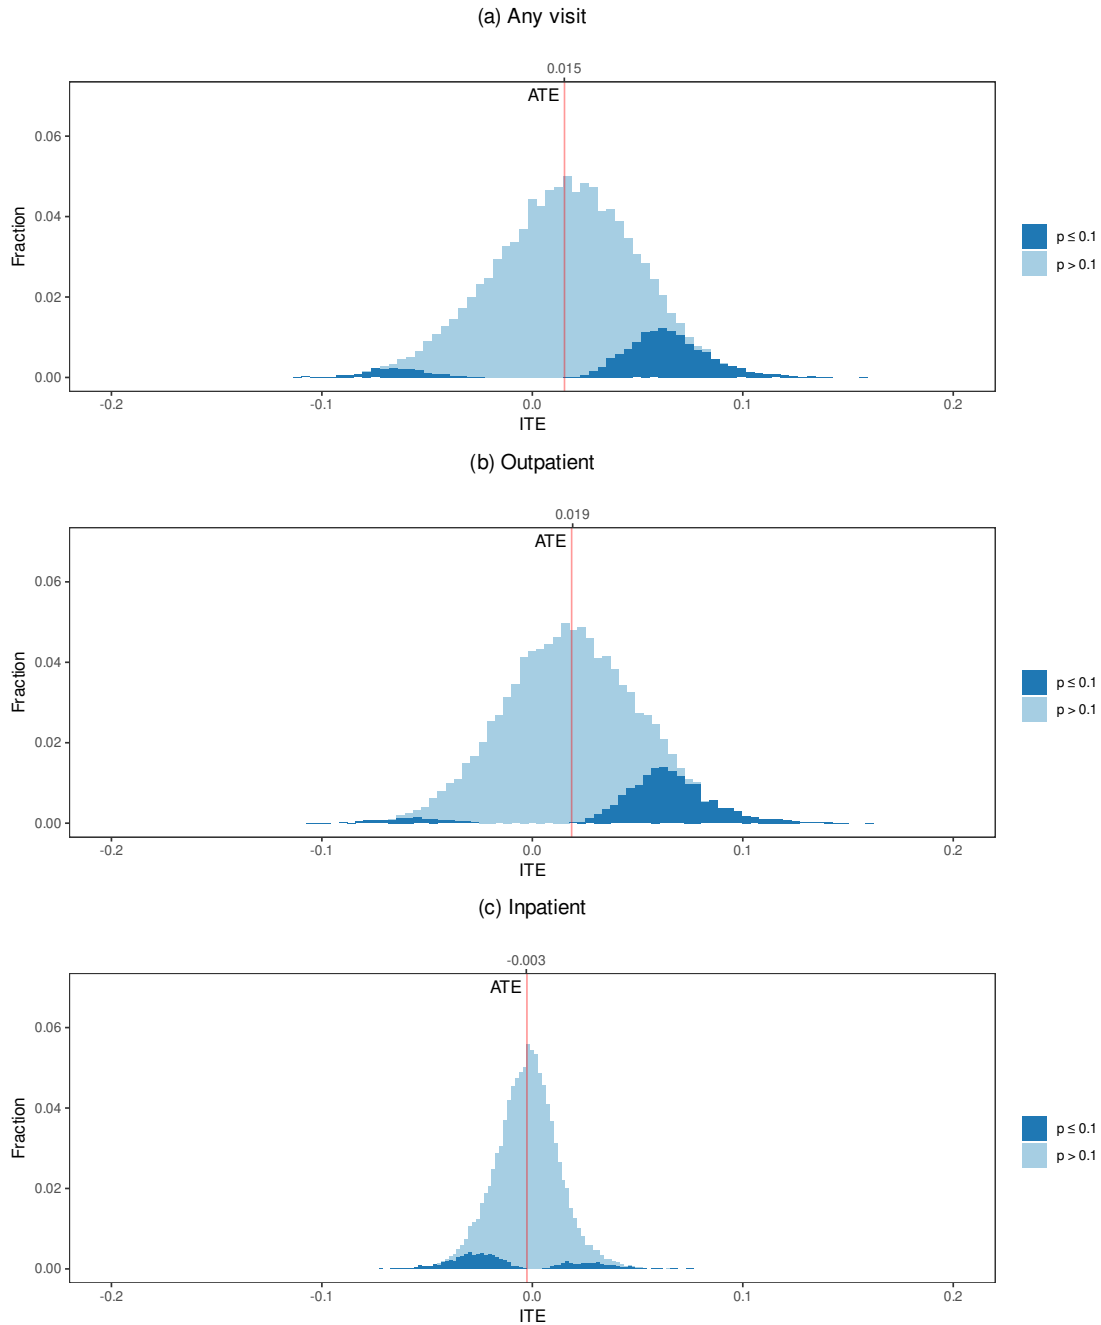 (a) Any visit
0.015
ATE
0.06
0.04
0.02
0.00
Fraction
-0.2 -0.1 0.0 0.1 0.2
ITE
p ≤ 0.1
p > 0.1
(b) Outpatient
0.019
ATE
0.06
0.04
0.02
0.00
Fraction
-0.2 -0.1 0.0 0.1 0.2
ITE
p ≤ 0.1
p > 0.1
(c) Inpatient
-0.003
ATE
0.06
0.04
0.02
0.00
Fraction
-0.2 -0.1 0.0 0.1 0.2
ITE
p ≤ 0.1
p > 0.1